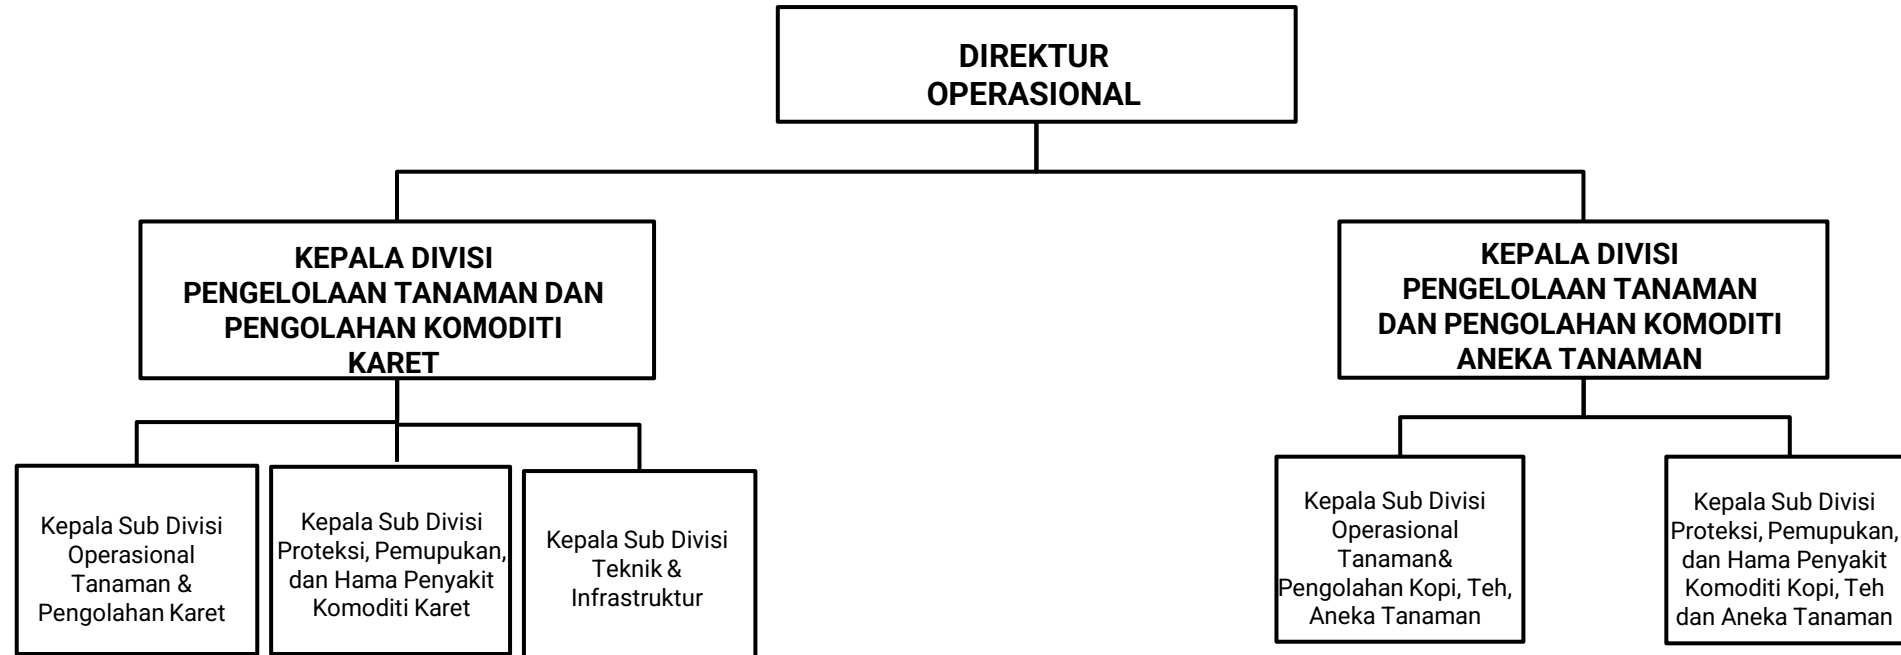 DIREKTUR
OPERASIONAL
KEPALA DIVISI
PENGELOLAAN TANAMAN DAN
PENGOLAHAN KOMODITI
KARET
KEPALA DIVISI
PENGELOLAAN TANAMAN
DAN PENGOLAHAN KOMODITI
ANEKA TANAMAN
Kepala Sub Divisi
Operasional
Tanaman &
Pengolahan Karet
Kepala Sub Divisi
Proteksi, Pemupukan,
dan Hama Penyakit
Komoditi Karet
Kepala Sub Divisi
Teknik &
Infrastruktur
Kepala Sub Divisi
Operasional
Tanaman&
Pengolahan Kopi, Teh,
Aneka Tanaman
Kepala Sub Divisi
Proteksi, Pemupukan,
dan Hama Penyakit
Komoditi Kopi, Teh
dan Aneka Tanaman